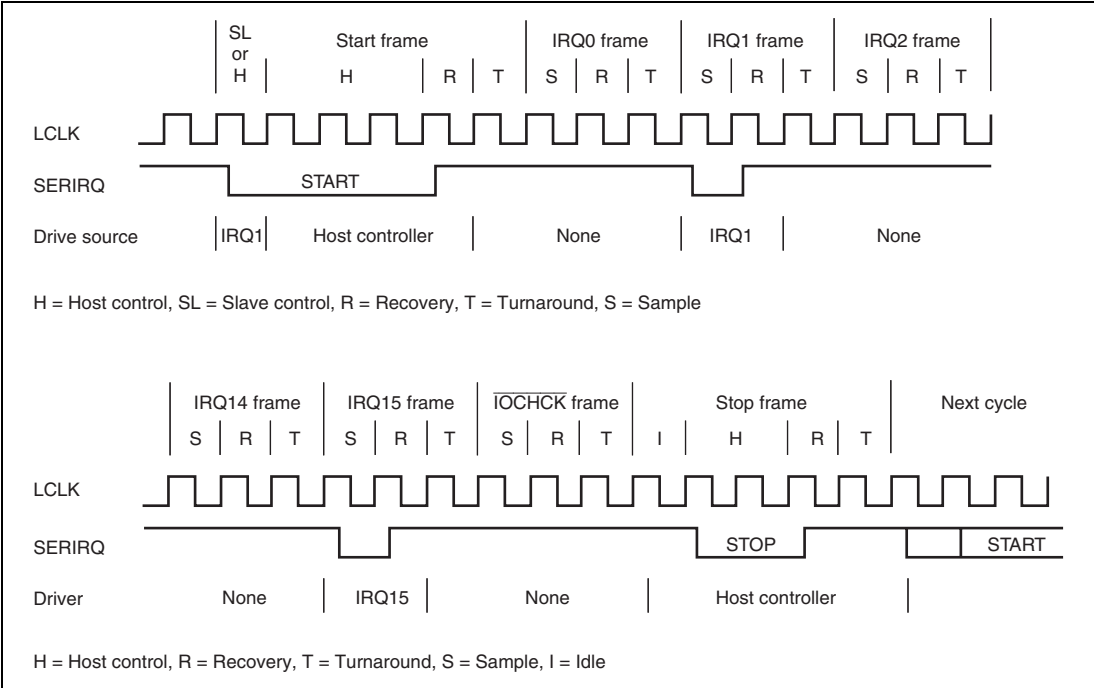 SL
or
H
Start frame
IRQ0 frame
IRQ1 frame
IRQ2 frame
H R T S R T S R T S R T
LCLK
SERIRQ
START
Drive source
IRQ1 Host controller None IRQ1 None
H = Host control, SL = Slave control, R = Recovery, T = Turnaround, S = Sample
IRQ14 frame IRQ15 frame IOCHCK frame Stop frame Next cycle
S R T S R T S R T I H R T
LCLK
SERIRQ
STOP START
Driver None IRQ15 None Host controller
H = Host control, R = Recovery, T = Turnaround, S = Sample, I = Idle